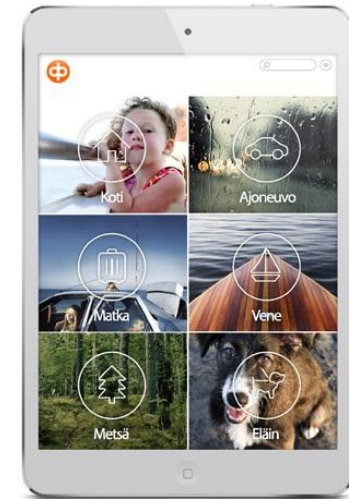 Koti
Ajoneuvo
Matka
Vene
Metsä
Eläin